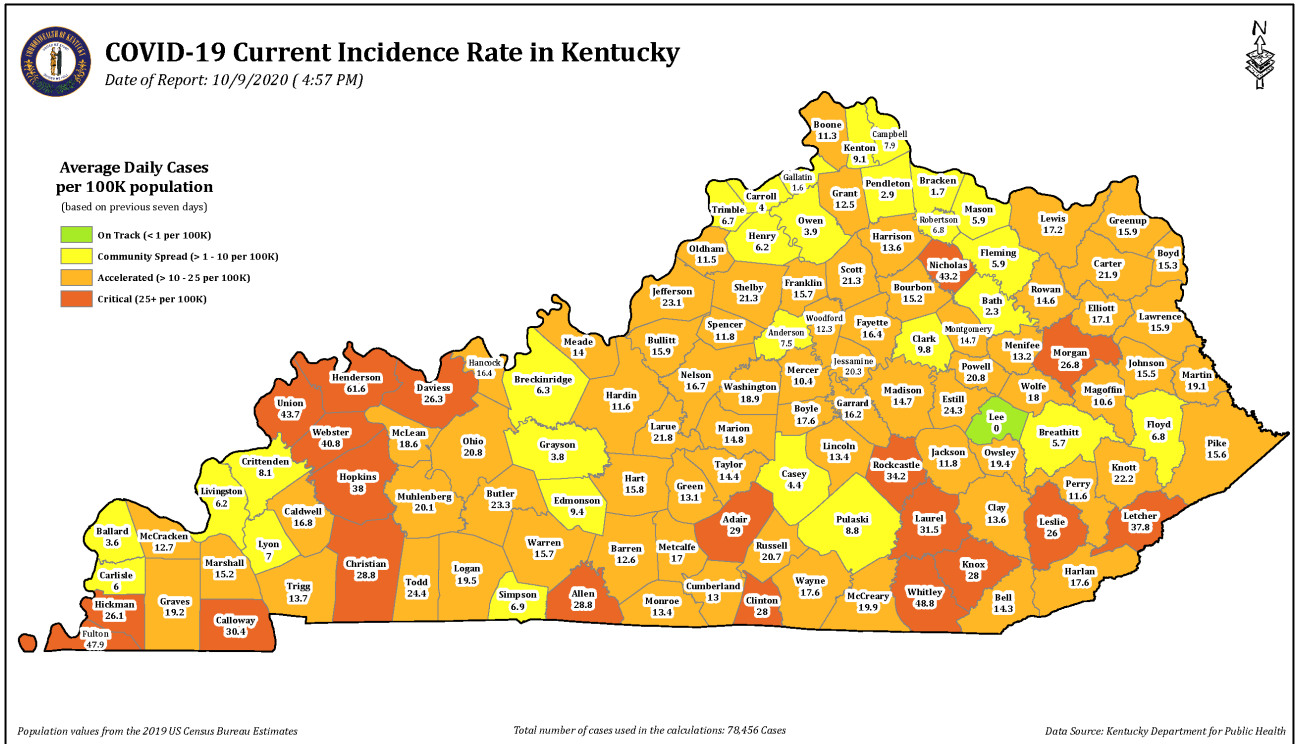 COVID-19 Current Incidence Rate in Kentucky
Date of Report: 10/9/2020 ( 4:57 PM)
N
Average Daily Cases
per 100K population
(based on previous seven days)
On Track (< 1 per 100K)
Community Spread (> 1 - 10 per 100K)
Accelerated (> 10 - 25 per 100K)
Critical (25+ per 100K)
Boone
11.3
Kenton
9.1
Campbell
7.9
Gallatin
1.6
Carroll
4
Trimble
6.7
Grant
12.5
Pendleton
2.9
Bracken
1.7
Mason
5.9
Robertson
6.8
Owen
3.9
Henry
6.2
Oldham
11.5
Harrison
13.6
Lewis
17.2
Greenup
15.9
Boyd
15.3
Carter
21.9
Fleming
5.9
Nicholas
43.2
Scott
21.3
Franklin
15.7
Shelby
21.3
Jefferson
23.1
Bourbon
15.2
Bath
2.3
Rowan
14.6
Elliott
17.1
Lawrence
15.9
Spencer
11.8
Anderson
7.5
Woodford
12.3
Fayette
16.4
Clark
9.8
Montgomery
14.7
Menifee
13.2
Morgan
26.8
Johnson
15.5
Martin
19.1
Meade
14
Bullitt
15.9
Hancock
16.4
Breckinridge
6.3
Hardin
11.6
Nelson
16.7
Washington
18.9
Mercer
10.4
Jessamine
20.3
Madison
14.7
Powell
20.8
Estill
24.3
Wolfe
18
Magoffin
10.6
Floyd
6.8
Pike
15.6
Lee
0
Breathitt
5.7
Henderson
61.6
Daviess
26.3
Union
43.7
Webster
40.8
McLean
18.6
Ohio
20.8
Grayson
3.8
Larue
21.8
Marion
14.8
Boyle
17.6
Garrard
16.2
Lincoln
13.4
Rockcastle
34.2
Jackson
11.8
Owsley
19.4
Perry
11.6
Knott
22.2
Crittenden
8.1
Hopkins
38
Livingston
6.2
Caldwell
16.8
Muhlenberg
20.1
Butler
23.3
Edmonson
9.4
Hart
15.8
Green
13.1
Taylor
14.4
Casey
4.4
Adair
29
Pulaski
8.8
Laurel
31.5
Clay
13.6
Leslie
26
Letcher
37.8
Ballard
3.6
McCracken
12.7
Lyon
7
Carlisle
6
Marshall
15.2
Trigg
13.7
Christian
28.8
Todd
24.4
Logan
19.5
Warren
15.7
Simpson
6.9
Allen
28.8
Barren
12.6
Metcalfe
17
Monroe
13.4
Cumberland
13
Russell
20.7
Clinton
28
Wayne
17.6
McCreary
19.9
Whitley
48.8
Knox
28
Bell
14.3
Harlan
17.6
Hickman
26.1
Fulton
47.9
Graves
19.2
Calloway
30.4
Population values from the 2019 US Census Bureau Estimates
Total number of cases used in the calculations: 78,456 Cases
Data Source: Kentucky Department for Public Health